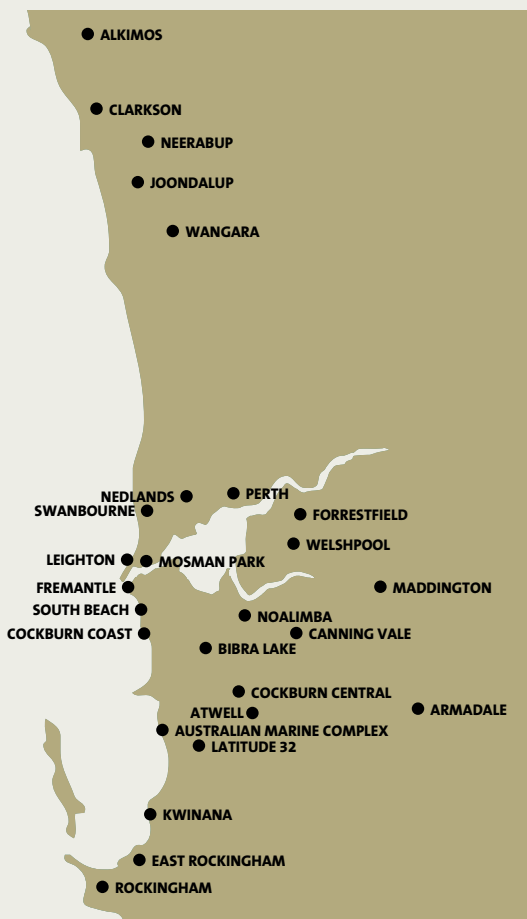 ALKIMOS
CLARKSON
NEERABUP
JOONDALUP
WANGARA
NEDLANDS
PERTH
SWANBOURNE
FORRESTFIELD
WELSHPOOL
LEIGHTON
MOSMAN PARK
FREMANTLE
MADDINGTON
SOUTH BEACH
NOALIMBA
COCKBURN COAST
CANNING VALE
BIBRA LAKE
COCKBURN CENTRAL
ATWELL
ARMADALE
AUSTRALIAN MARINE COMPLEX
LATITUDE 32
KWINANA
EAST ROCKINGHAM
ROCKINGHAM